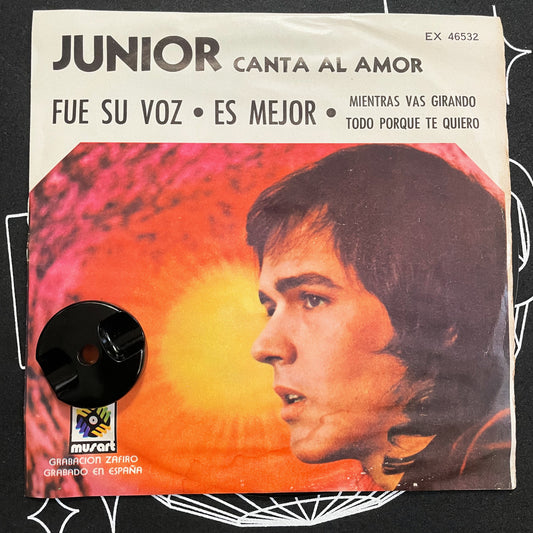 EX 46532
JUNIOR CANTA AL AMOR
FUE SU VOZ • ES MEJOR •
MIENTRAS VAS GIRANDO
TODO PORQUE TE QUIERO
musart
GRABACION ZAFIRO
GRABADO EN ESPAÑA